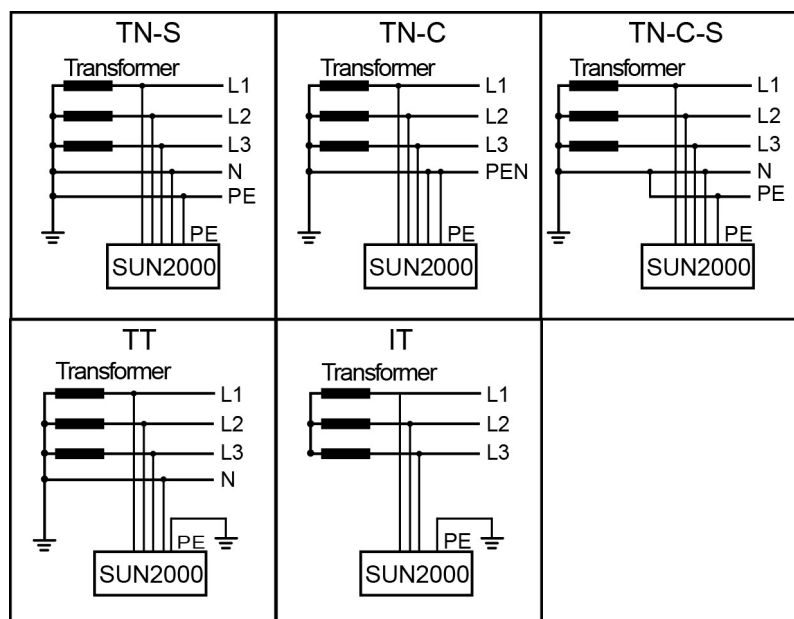 TN-S
Transformer
L1
L2
L3
N
PE
PE
SUN2000
TN-C
Transformer
L1
L2
L3
PEN
PE
SUN2000
TN-C-S
Transformer
L1
L2
L3
N
PE
PE
SUN2000
TT
Transformer
L1
L2
L3
N
PE
SUN2000
IT
Transformer
L1
L2
L3
PE
SUN2000